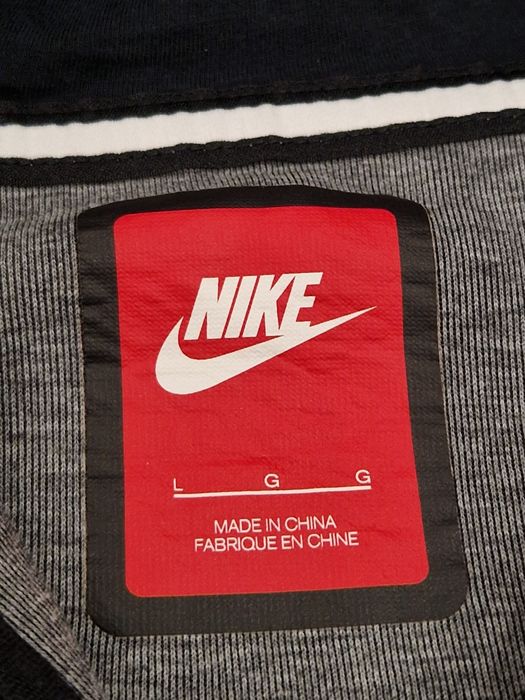 NIKE
L G G
MADE IN CHINA
FABRIQUE EN CHINE